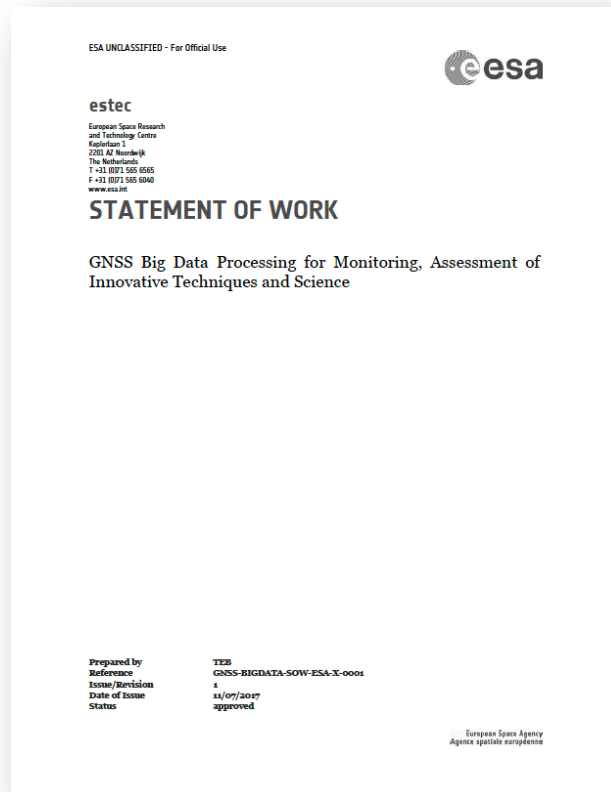 ESA UNCLASSIFIED - For Official Use
esa
estec
European Space Research
and Technology Centre
Keplerlaan 1
2201 AZ Noordwijk
The Netherlands
T +31 (0)71 565 6565
F +31 (0)71 565 6040
www.esa.int
STATEMENT OF WORK
GNSS Big Data Processing for Monitoring, Assessment of
Innovative Techniques and Science
Prepared by TEB
Reference GNSS-BIGDATA-SOW-ESA-X-0001
Issue/Revision 1
Date of Issue 11/07/2017
Status approved
European Space Agency
Agence spatiale européenne